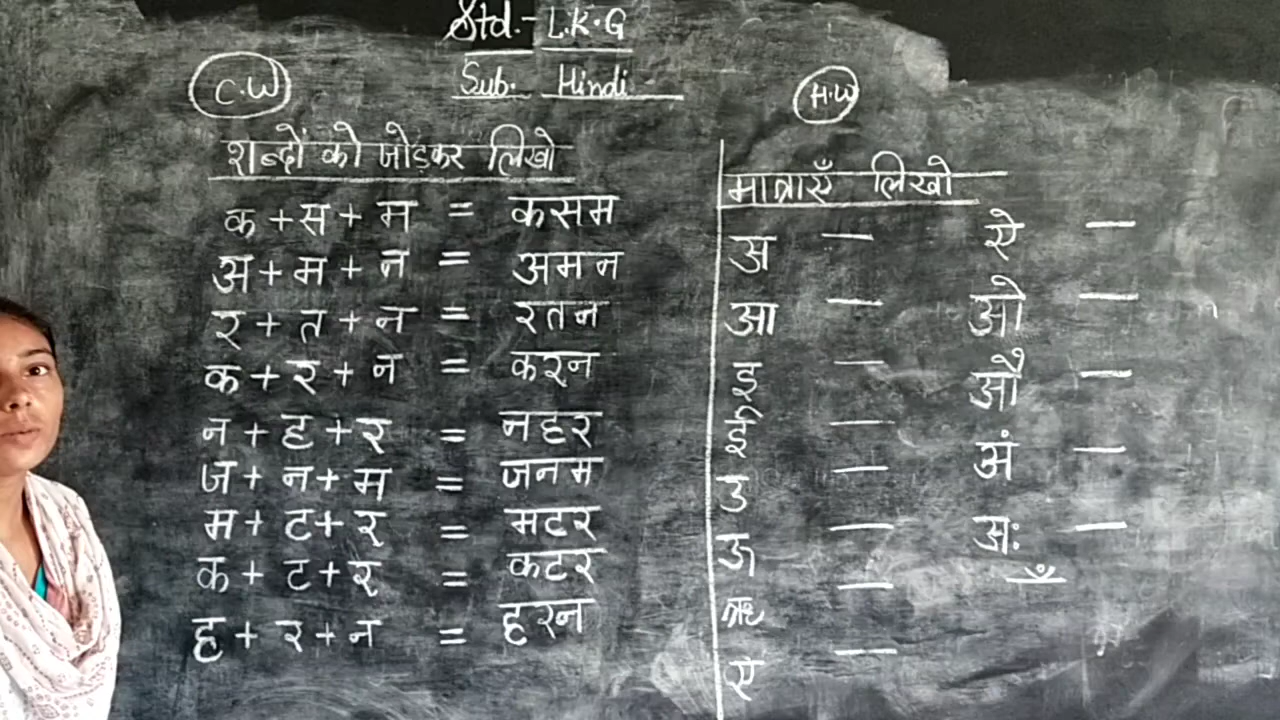 Std.- L.K.G
Sub. Hindi
C.W
शब्दों को जोड़कर लिखो
क + स + म = कसम
अ + म + न = अमन
र + त + न = रतन
क + र + न = करन
न + ह + र = नहर
ज + न + म = जनम
म + ट + र = मटर
क + ट + र = कटर
ह + र + न = हरन
H.W
मात्राएँ लिखो
अ —
आ —
इ —
ई —
उ —
ऊ —
ऋ —
ए —
ऐ —
ओ —
औ —
अं —
अः —
ँ